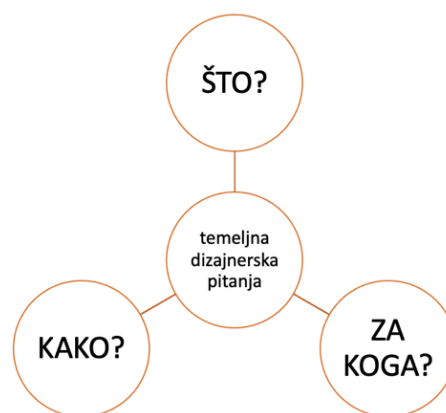 ŠTO?
temeljna
dizajnerska
pitanja
KAKO?
ZA
KOGA?